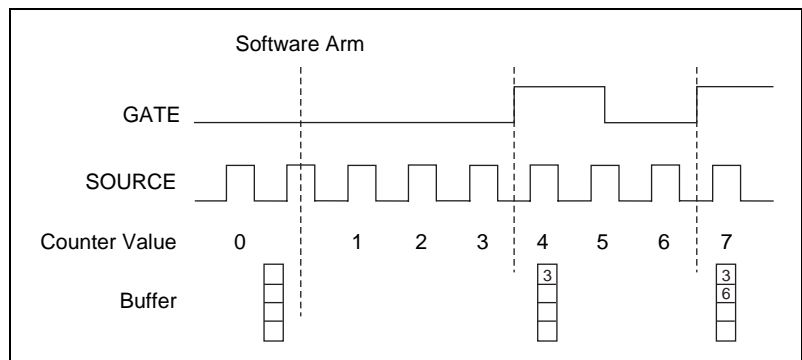 Software Arm
GATE
SOURCE
Counter Value 0 1 2 3 4 5 6 7
Buffer
3 3
6